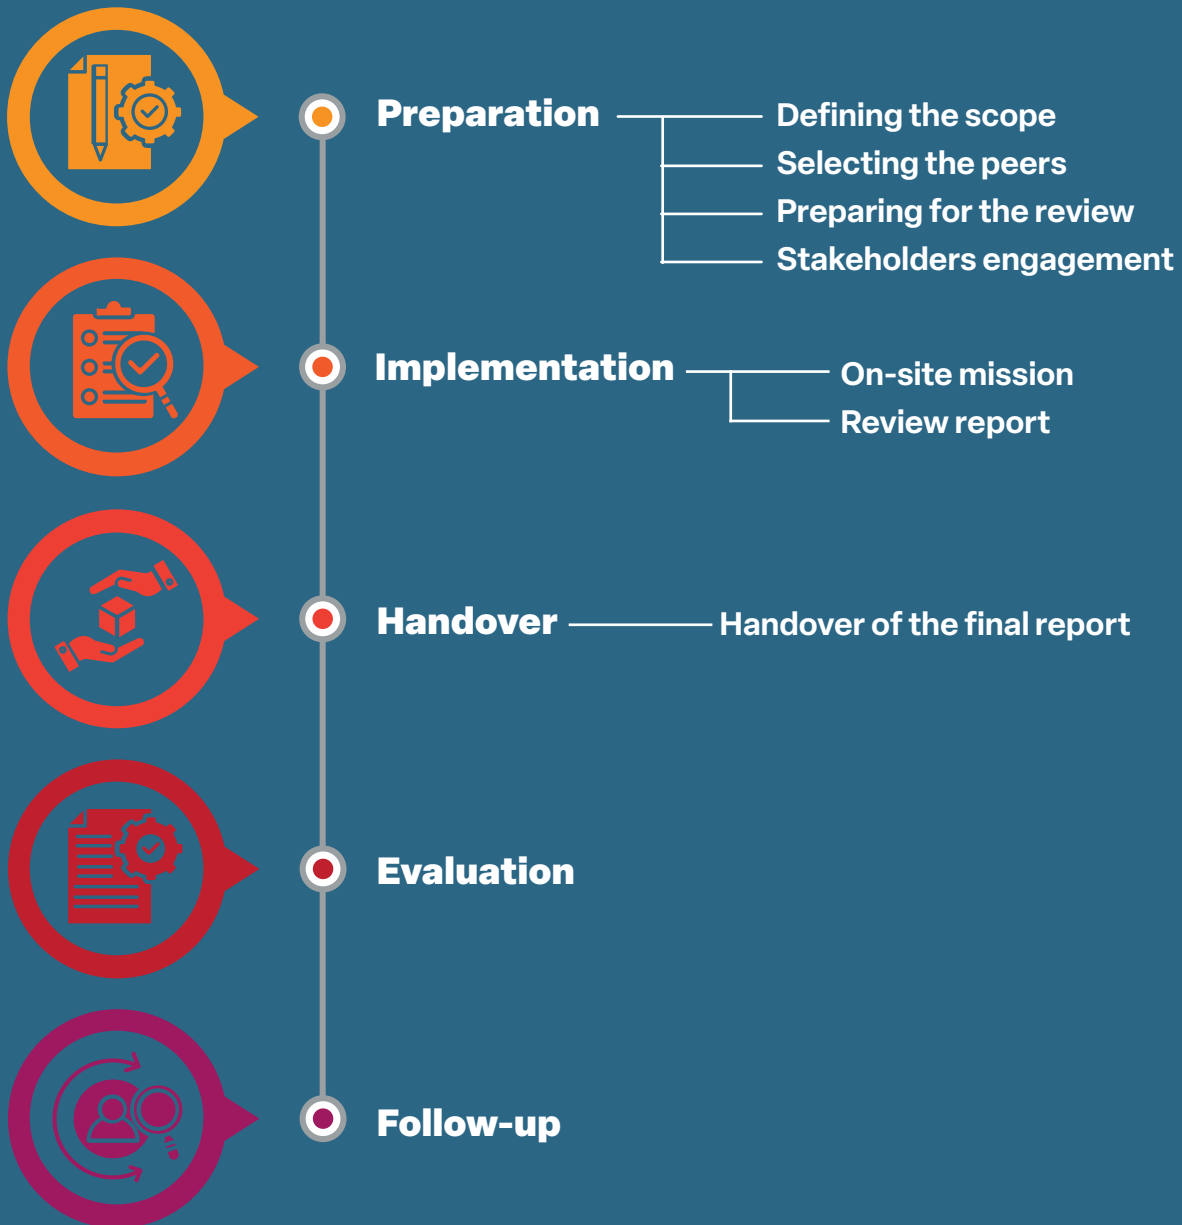 Preparation
Defining the scope
Selecting the peers
Preparing for the review
Stakeholders engagement
Implementation
On-site mission
Review report
Handover
Handover of the final report
Evaluation
Follow-up